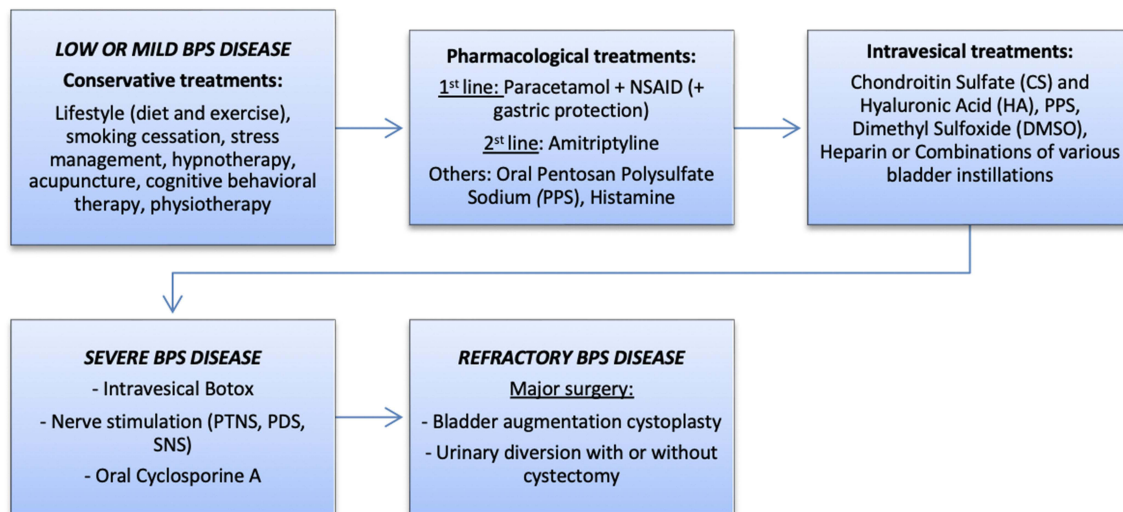 LOW OR MILD BPS DISEASE
Conservative treatments:
Lifestyle (diet and exercise),
smoking cessation, stress
management, hypnotherapy,
acupuncture, cognitive behavioral
therapy, physiotherapy
Pharmacological treatments:
1st line: Paracetamol + NSAID (+
gastric protection)
2st line: Amitriptyline
Others: Oral Pentosan Polysulfate
Sodium (PPS), Histamine
Intravesical treatments:
Chondroitin Sulfate (CS) and
Hyaluronic Acid (HA), PPS,
Dimethyl Sulfoxide (DMSO),
Heparin or Combinations of various
bladder instillations
SEVERE BPS DISEASE
- Intravesical Botox
- Nerve stimulation (PTNS, PDS,
SNS)
- Oral Cyclosporine A
REFRACTORY BPS DISEASE
Major surgery:
- Bladder augmentation cystoplasty
- Urinary diversion with or without
cystectomy